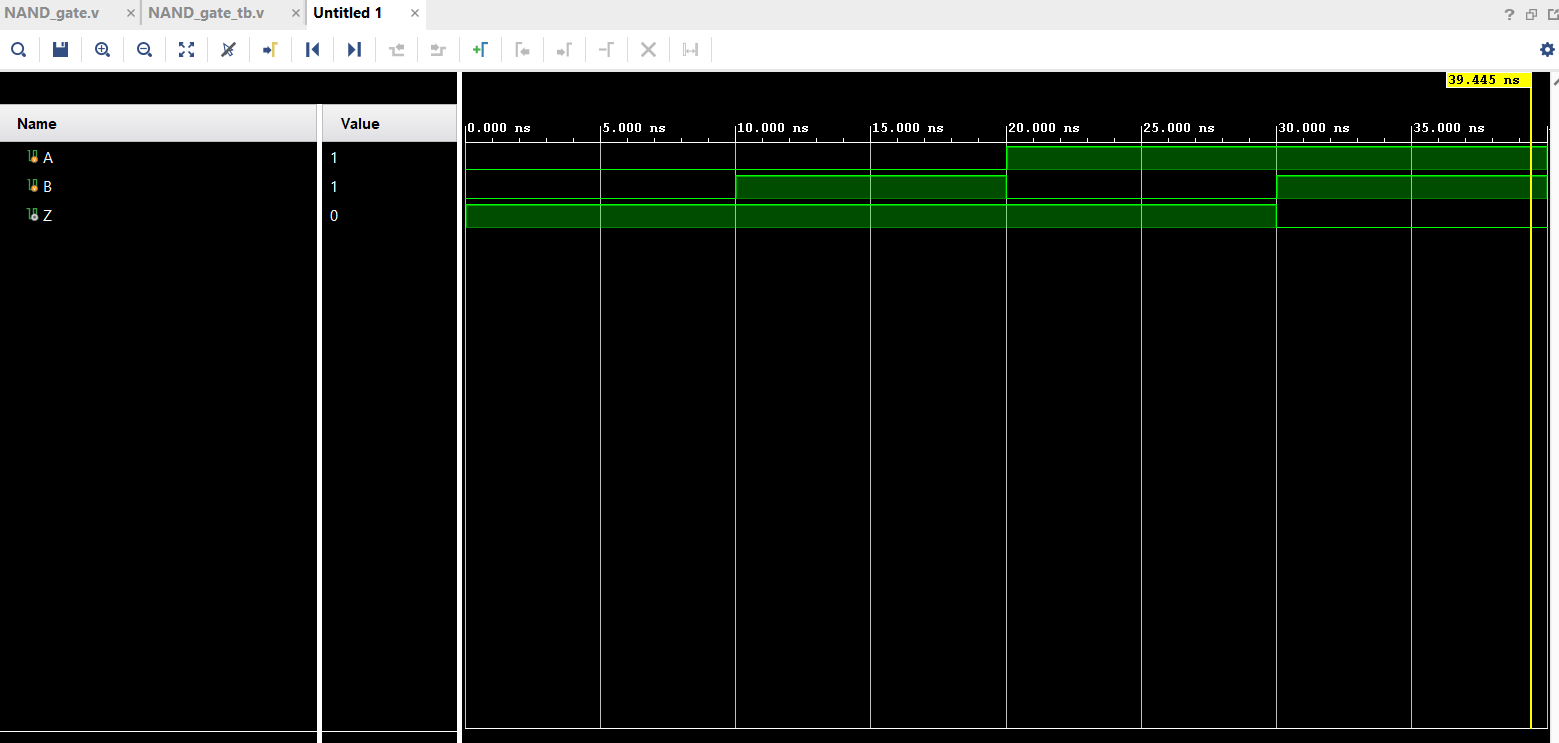 NAND_gate.v × NAND_gate_tb.v × Untitled 1 ×
?
39.445 ns
Name Value
0.000 ns 5.000 ns 10.000 ns 15.000 ns 20.000 ns 25.000 ns 30.000 ns 35.000 ns
A 1
B 1
Z 0